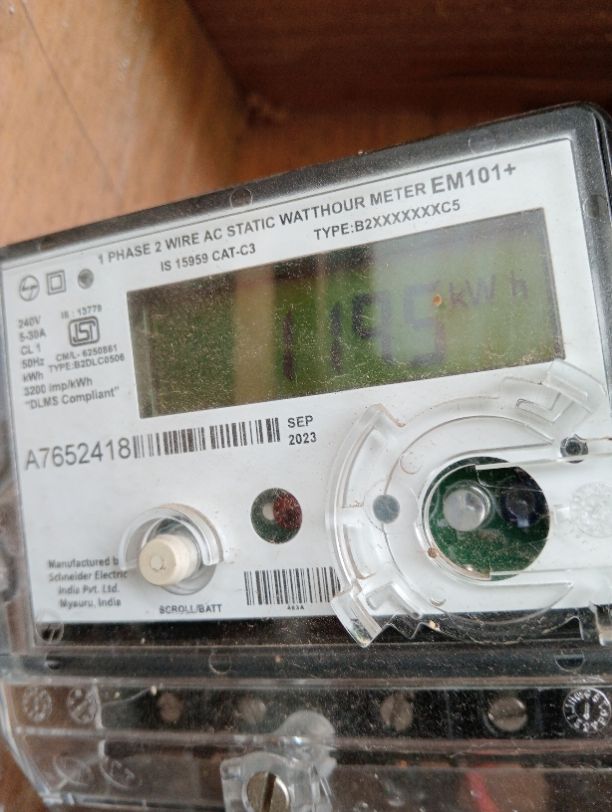 1 PHASE 2 WIRE AC STATIC WATTHOUR METER EM101+
IS 15959 CAT-C3
TYPE:B2XXXXXXXC5
240V
5-30A
CL 1
50Hz
kWh
3200 imp/kWh
"DLMS Compliant"
IS : 13779
CM/L- 6250861
TYPE:B2DLC0506
1195 kW h
A7652418
SEP
2023
Manufactured by
Schneider Electric
India Pvt. Ltd.
Mysuru, India
SCROLL/BATT